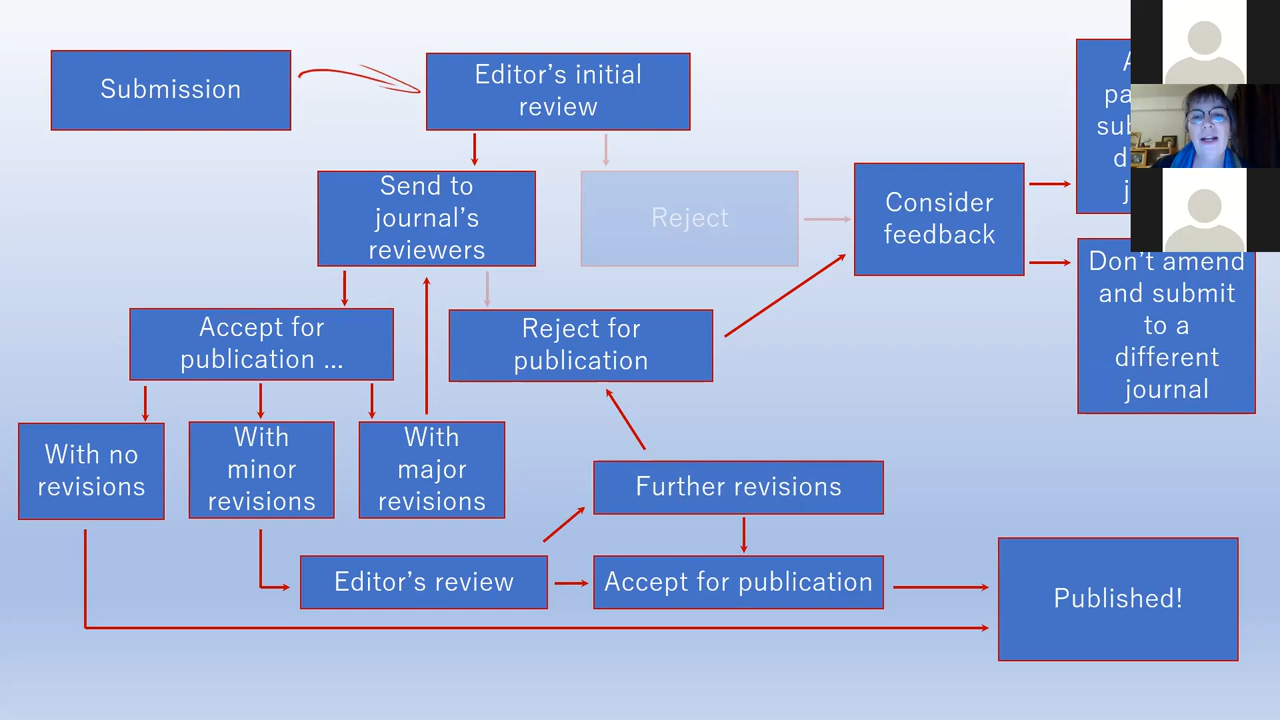 Submission
Editor’s initial
review
Send to
journal’s
reviewers
Reject
Consider
feedback
Don’t amend
and submit
to a
different
journal
Accept for
publication ...
Reject for
publication
With no
revisions
With
minor
revisions
With
major
revisions
Further revisions
Editor’s review
Accept for publication
Published!